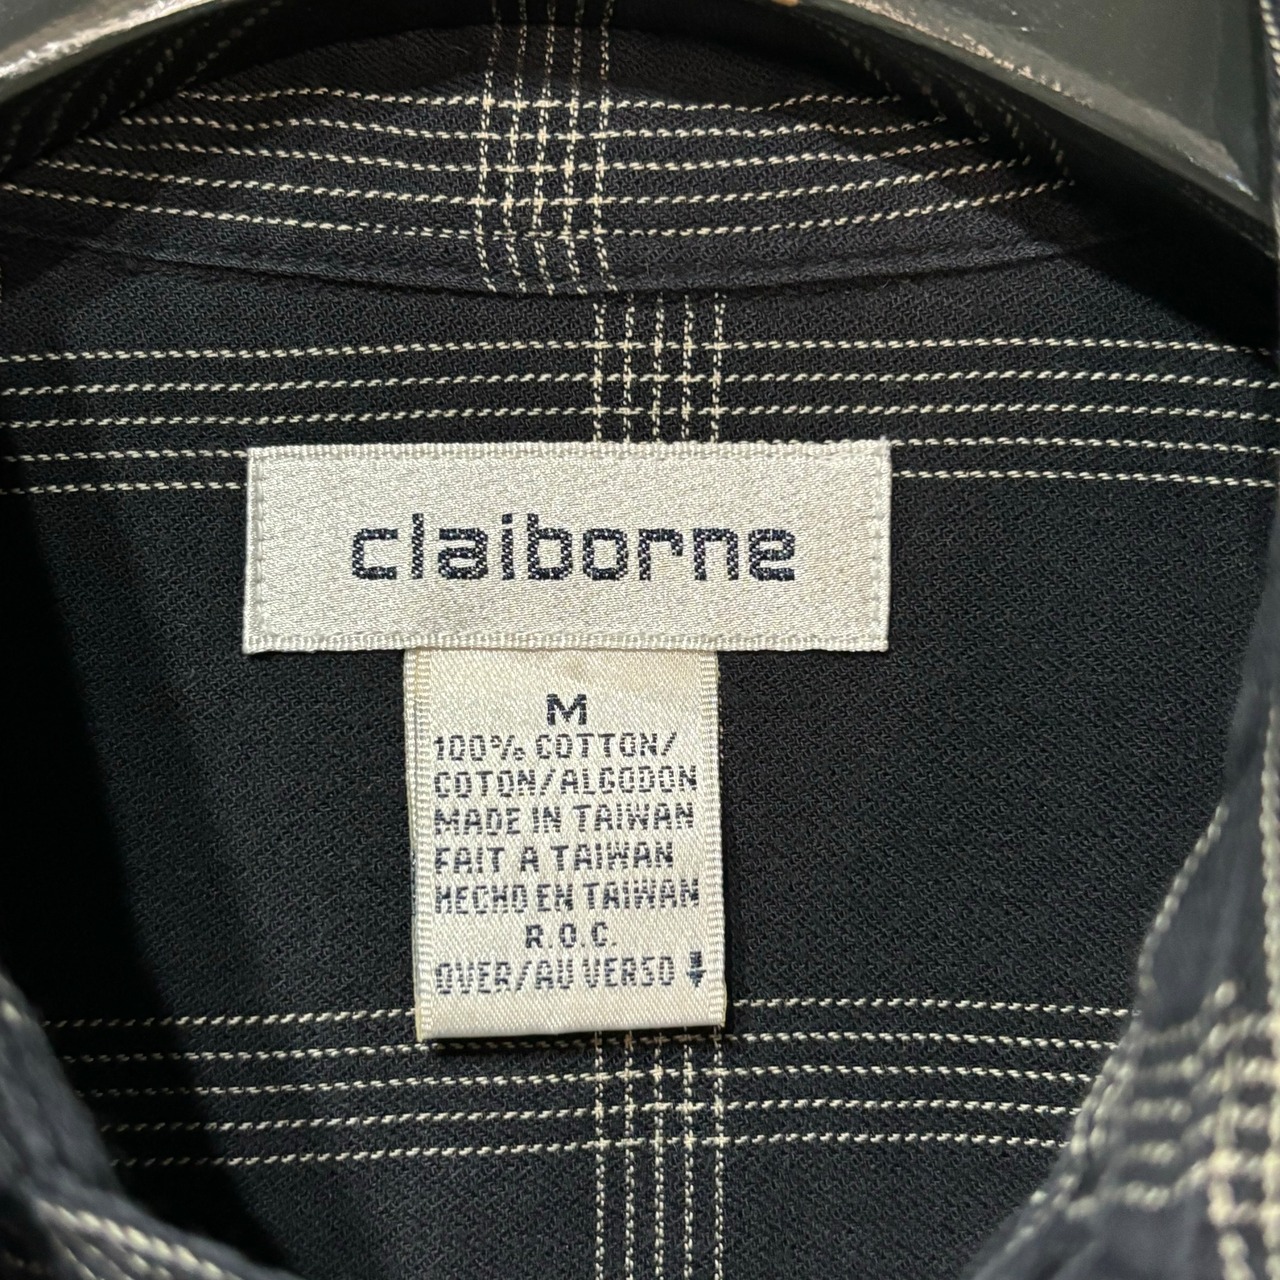 claiborne
M
100% COTTON/
COTON/ALGODON
MADE IN TAIWAN
FAIT A TAIWAN
HECHO EN TAIWAN
R.O.C.
OVER/AU VERSO